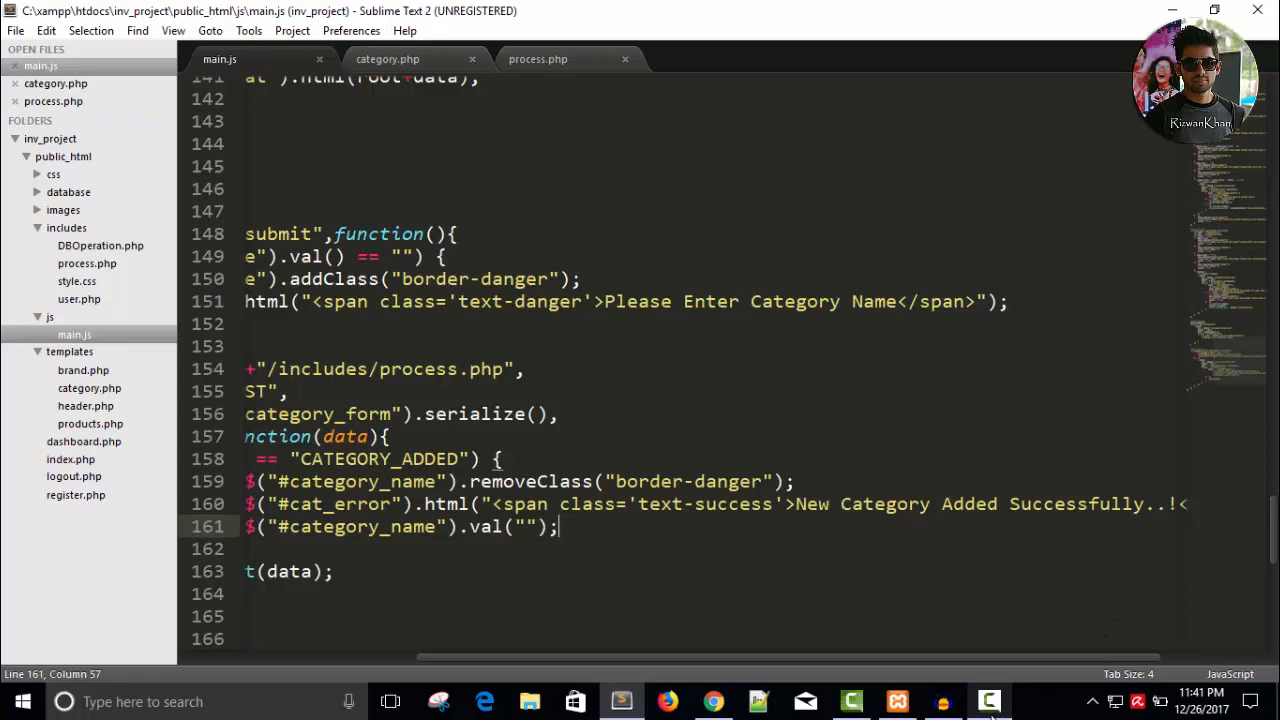 C:\xampp\htdocs\inv_project\public_html\js\main.js (inv_project) - Sublime Text 2 (UNREGISTERED)
File Edit Selection Find View Goto Tools Project Preferences Help
OPEN FILES
main.js
category.php
process.php
FOLDERS
inv_project
public_html
css
database
images
includes
DBOperation.php
process.php
style.css
user.php
js
main.js
templates
brand.php
category.php
header.php
products.php
dashboard.php
index.php
logout.php
register.php
main.js category.php process.php
RizwanKhan
141 at").html(root+data);
142
143
144
145
146
147
148 submit",function(){
149 e").val() == "") {
150 e").addClass("border-danger");
151 html("<span class='text-danger'>Please Enter Category Name</span>");
152
153
154 +"/includes/process.php",
155 ST",
156 category_form").serialize(),
157 nction(data){
158 == "CATEGORY_ADDED") {
159 $("#category_name").removeClass("border-danger");
160 $("#cat_error").html("<span class='text-success'>New Category Added Successfully..!<
161 $("#category_name").val("");
162
163 t(data);
164
165
166
Line 161, Column 57
Tab Size: 4 JavaScript
Type here to search
11:41 PM
12/26/2017